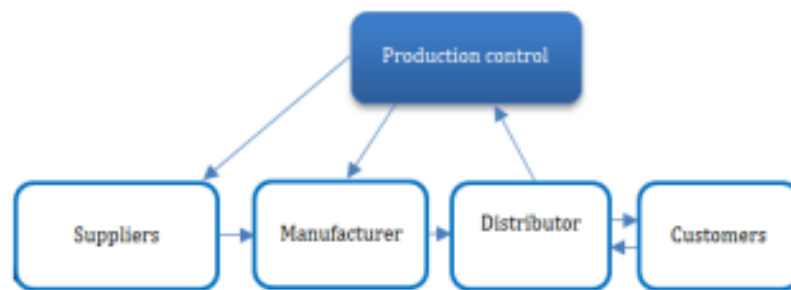 Production control
Suppliers
Manufacturer
Distributor
Customers